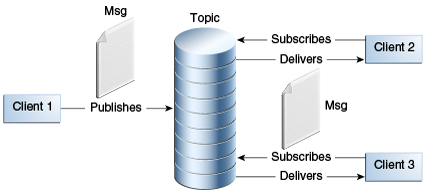 Msg
Topic
Subscribes
Client 2
Delivers
Client 1
Publishes
Msg
Subscribes
Client 3
Delivers